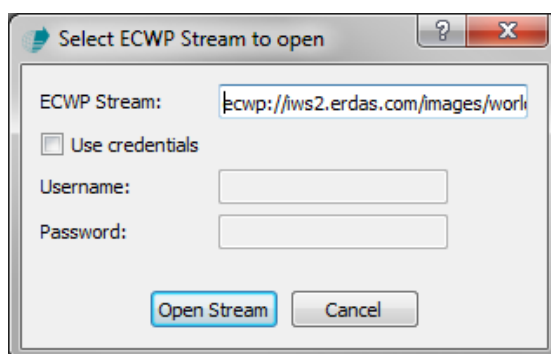 Select ECWP Stream to open
ECWP Stream: ecwp://iws2.erdas.com/images/worl
Use credentials
Username:
Password:
Open Stream Cancel